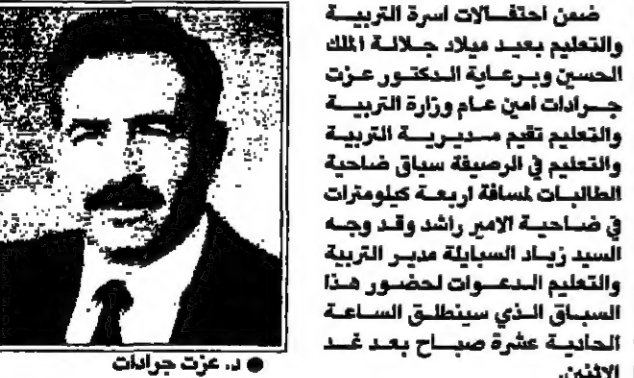 ضمن احتفالات اسرة التربية
والتعليم بعيد ميلاد جلالة الملك
الحسين وبرعاية الدكتور عزت
جرادات امين عام وزارة التربية
والتعليم تقيم مديرية التربية
والتعليم في الرصيفة سباق ضاحية
الطالبات لمسافة اربعة كيلومترات
في ضاحية الامير راشد وقد وجه
السيد زياد السبايلة مدير التربية
والتعليم الدعوات لحضور هذا
السباق الذي سينطلق الساعة
الحادية عشرة صباح بعد غد
الاثنين.
● د. عزت جرادات